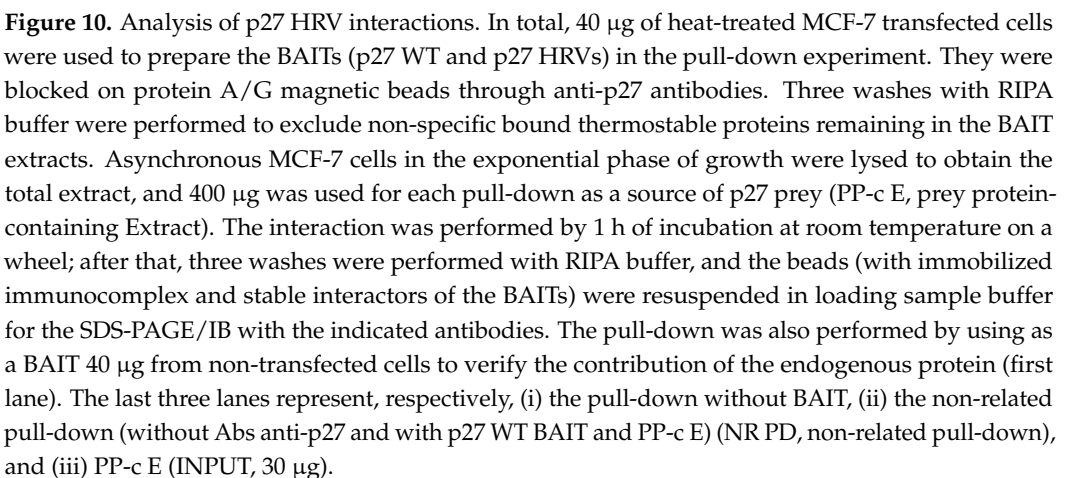 Figure 10. Analysis of p27 HRV interactions. In total, 40 μg of heat-treated MCF-7 transfected cells
were used to prepare the BAITs (p27 WT and p27 HRVs) in the pull-down experiment. They were
blocked on protein A/G magnetic beads through anti-p27 antibodies. Three washes with RIPA
buffer were performed to exclude non-specific bound thermostable proteins remaining in the BAIT
extracts. Asynchronous MCF-7 cells in the exponential phase of growth were lysed to obtain the
total extract, and 400 μg was used for each pull-down as a source of p27 prey (PP-c E, prey protein-
containing Extract). The interaction was performed by 1 h of incubation at room temperature on a
wheel; after that, three washes were performed with RIPA buffer, and the beads (with immobilized
immunocomplex and stable interactors of the BAITs) were resuspended in loading sample buffer
for the SDS-PAGE/IB with the indicated antibodies. The pull-down was also performed by using as
a BAIT 40 μg from non-transfected cells to verify the contribution of the endogenous protein (first
lane). The last three lanes represent, respectively, (i) the pull-down without BAIT, (ii) the non-related
pull-down (without Abs anti-p27 and with p27 WT BAIT and PP-c E) (NR PD, non-related pull-down),
and (iii) PP-c E (INPUT, 30 μg).